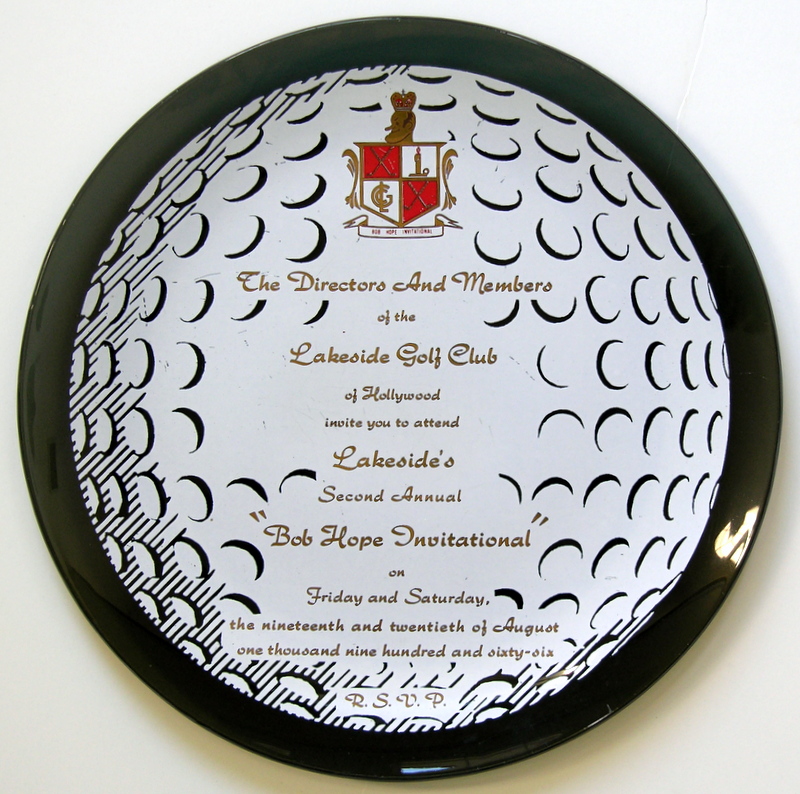 BOB HOPE INVITATIONAL
The Directors And Members
of the
Lakeside Golf Club
of Hollywood
invite you to attend
Lakeside's
Second Annual
"Bob Hope Invitational"
on
Friday and Saturday,
the nineteenth and twentieth of August
one thousand nine hundred and sixty-six
R. S. V. P.